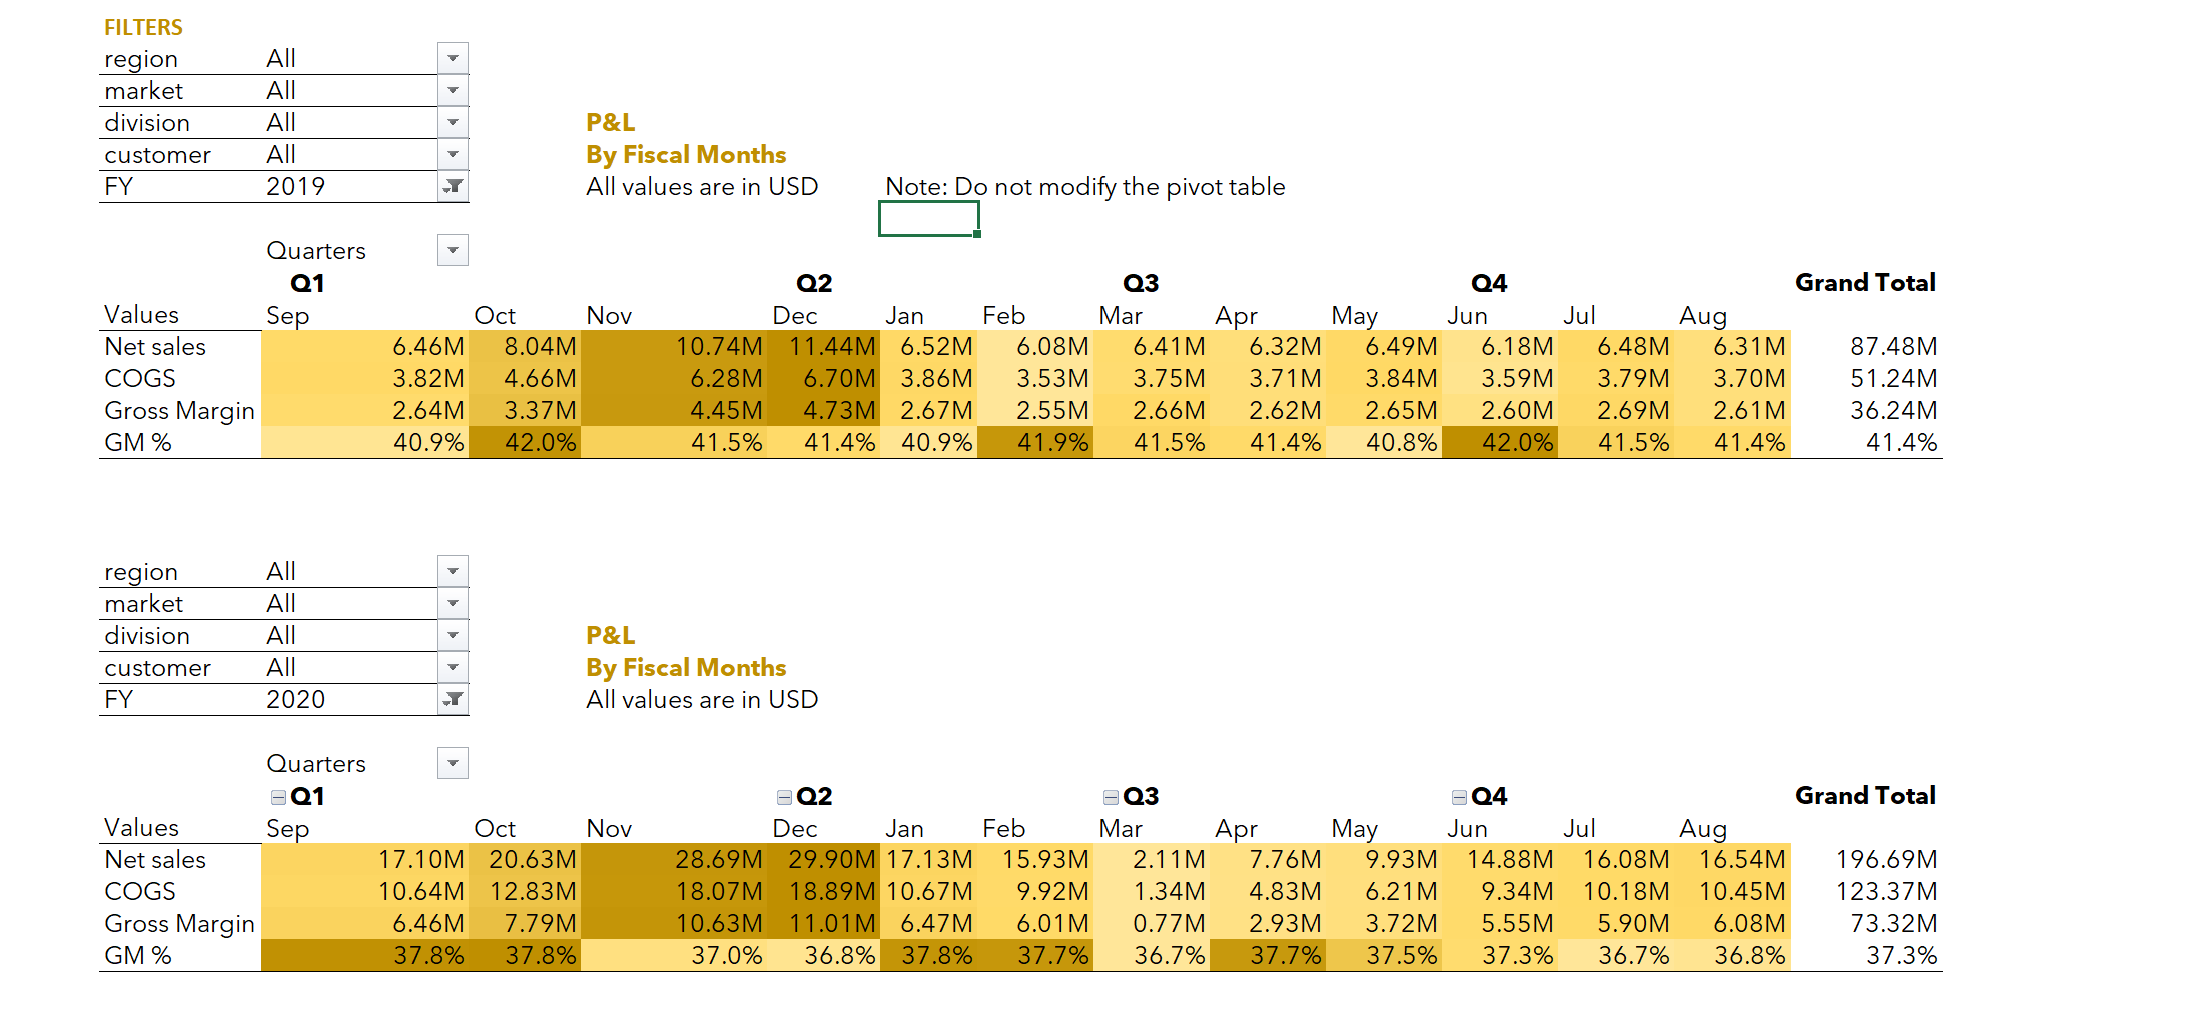 FILTERS
region All
market All
division All P&L
customer All By Fiscal Months
FY 2019 All values are in USD Note: Do not modify the pivot table
Quarters
Q1 Q2 Q3 Q4 Grand Total
Values Sep Oct Nov Dec Jan Feb Mar Apr May Jun Jul Aug
Net sales 6.46M 8.04M 10.74M 11.44M 6.52M 6.08M 6.41M 6.32M 6.49M 6.18M 6.48M 6.31M 87.48M
COGS 3.82M 4.66M 6.28M 6.70M 3.86M 3.53M 3.75M 3.71M 3.84M 3.59M 3.79M 3.70M 51.24M
Gross Margin 2.64M 3.37M 4.45M 4.73M 2.67M 2.55M 2.66M 2.62M 2.65M 2.60M 2.69M 2.61M 36.24M
GM % 40.9% 42.0% 41.5% 41.4% 40.9% 41.9% 41.5% 41.4% 40.8% 42.0% 41.5% 41.4% 41.4%
region All
market All
division All P&L
customer All By Fiscal Months
FY 2020 All values are in USD
Quarters
Q1 Q2 Q3 Q4 Grand Total
Values Sep Oct Nov Dec Jan Feb Mar Apr May Jun Jul Aug
Net sales 17.10M 20.63M 28.69M 29.90M 17.13M 15.93M 2.11M 7.76M 9.93M 14.88M 16.08M 16.54M 196.69M
COGS 10.64M 12.83M 18.07M 18.89M 10.67M 9.92M 1.34M 4.83M 6.21M 9.34M 10.18M 10.45M 123.37M
Gross Margin 6.46M 7.79M 10.63M 11.01M 6.47M 6.01M 0.77M 2.93M 3.72M 5.55M 5.90M 6.08M 73.32M
GM % 37.8% 37.8% 37.0% 36.8% 37.8% 37.7% 36.7% 37.7% 37.5% 37.3% 36.7% 36.8% 37.3%